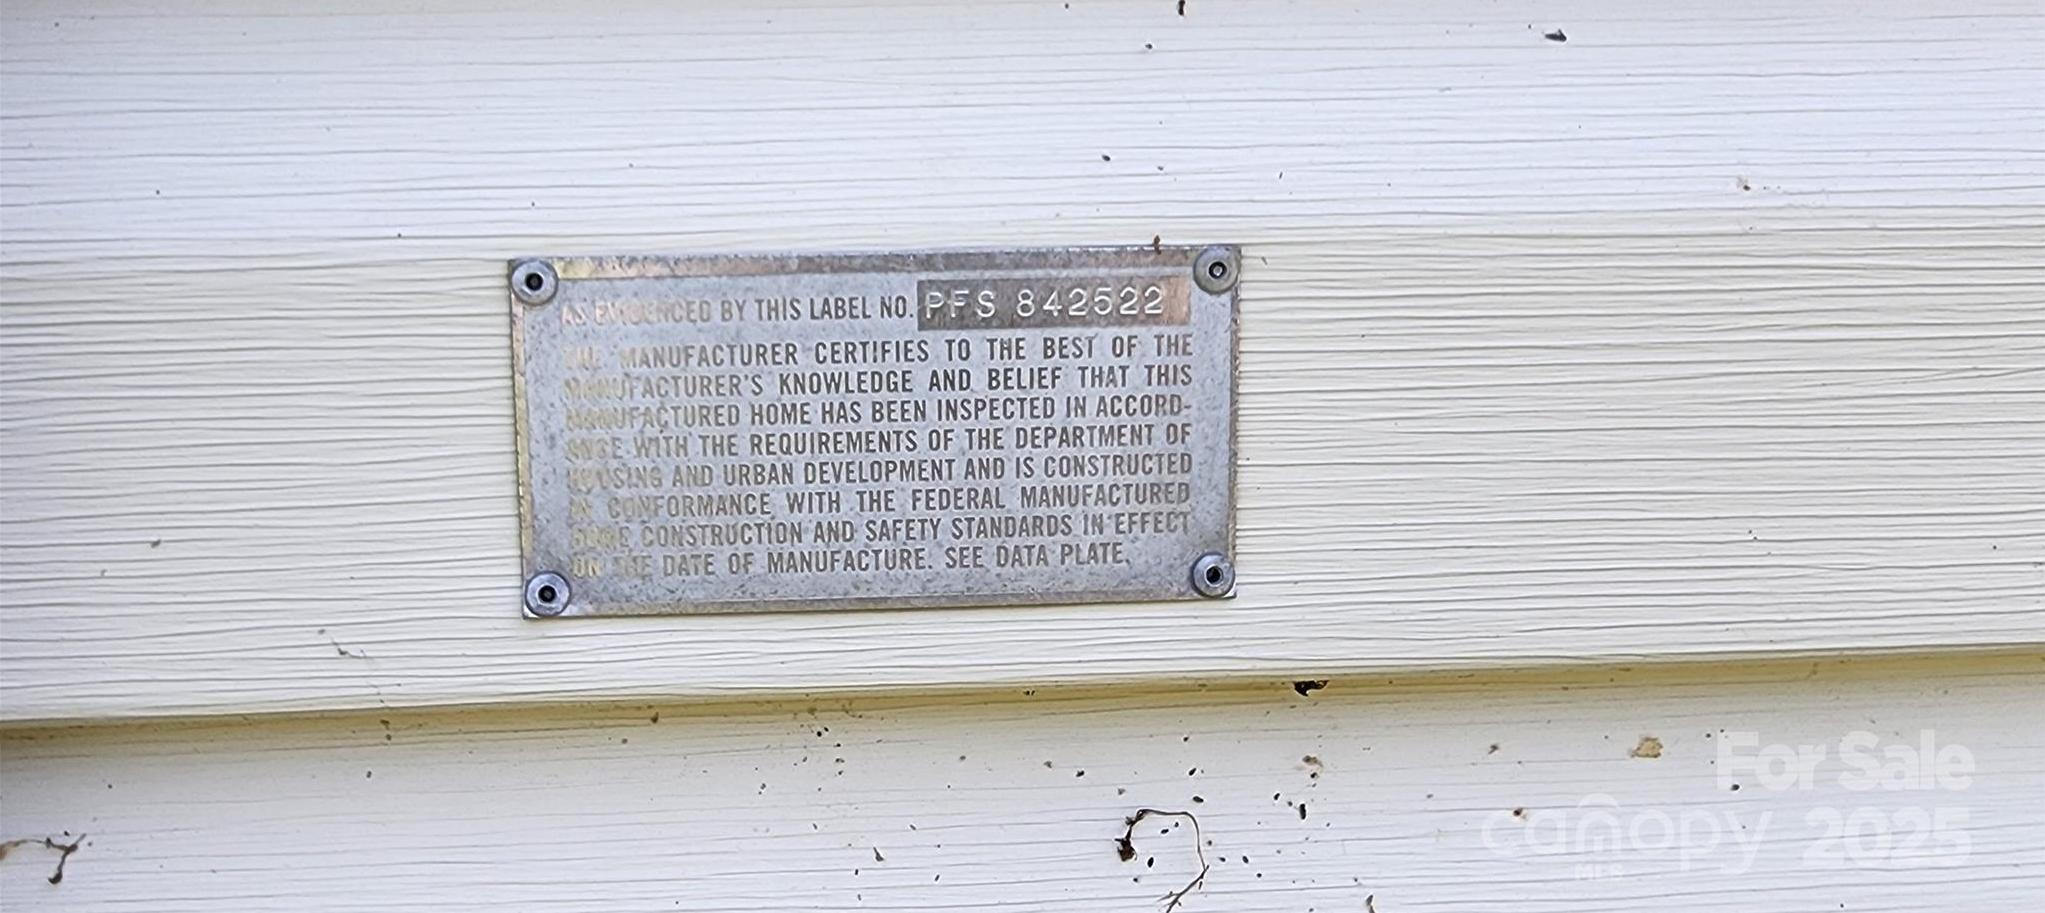 AS EVIDENCED BY THIS LABEL NO. PFS 842522
THE MANUFACTURER CERTIFIES TO THE BEST OF THE
MANUFACTURER'S KNOWLEDGE AND BELIEF THAT THIS
MANUFACTURED HOME HAS BEEN INSPECTED IN ACCORD-
ANCE WITH THE REQUIREMENTS OF THE DEPARTMENT OF
HOUSING AND URBAN DEVELOPMENT AND IS CONSTRUCTED
IN CONFORMANCE WITH THE FEDERAL MANUFACTURED
HOME CONSTRUCTION AND SAFETY STANDARDS IN EFFECT
ON THE DATE OF MANUFACTURE. SEE DATA PLATE.
For Sale
canopy 2025
MLS